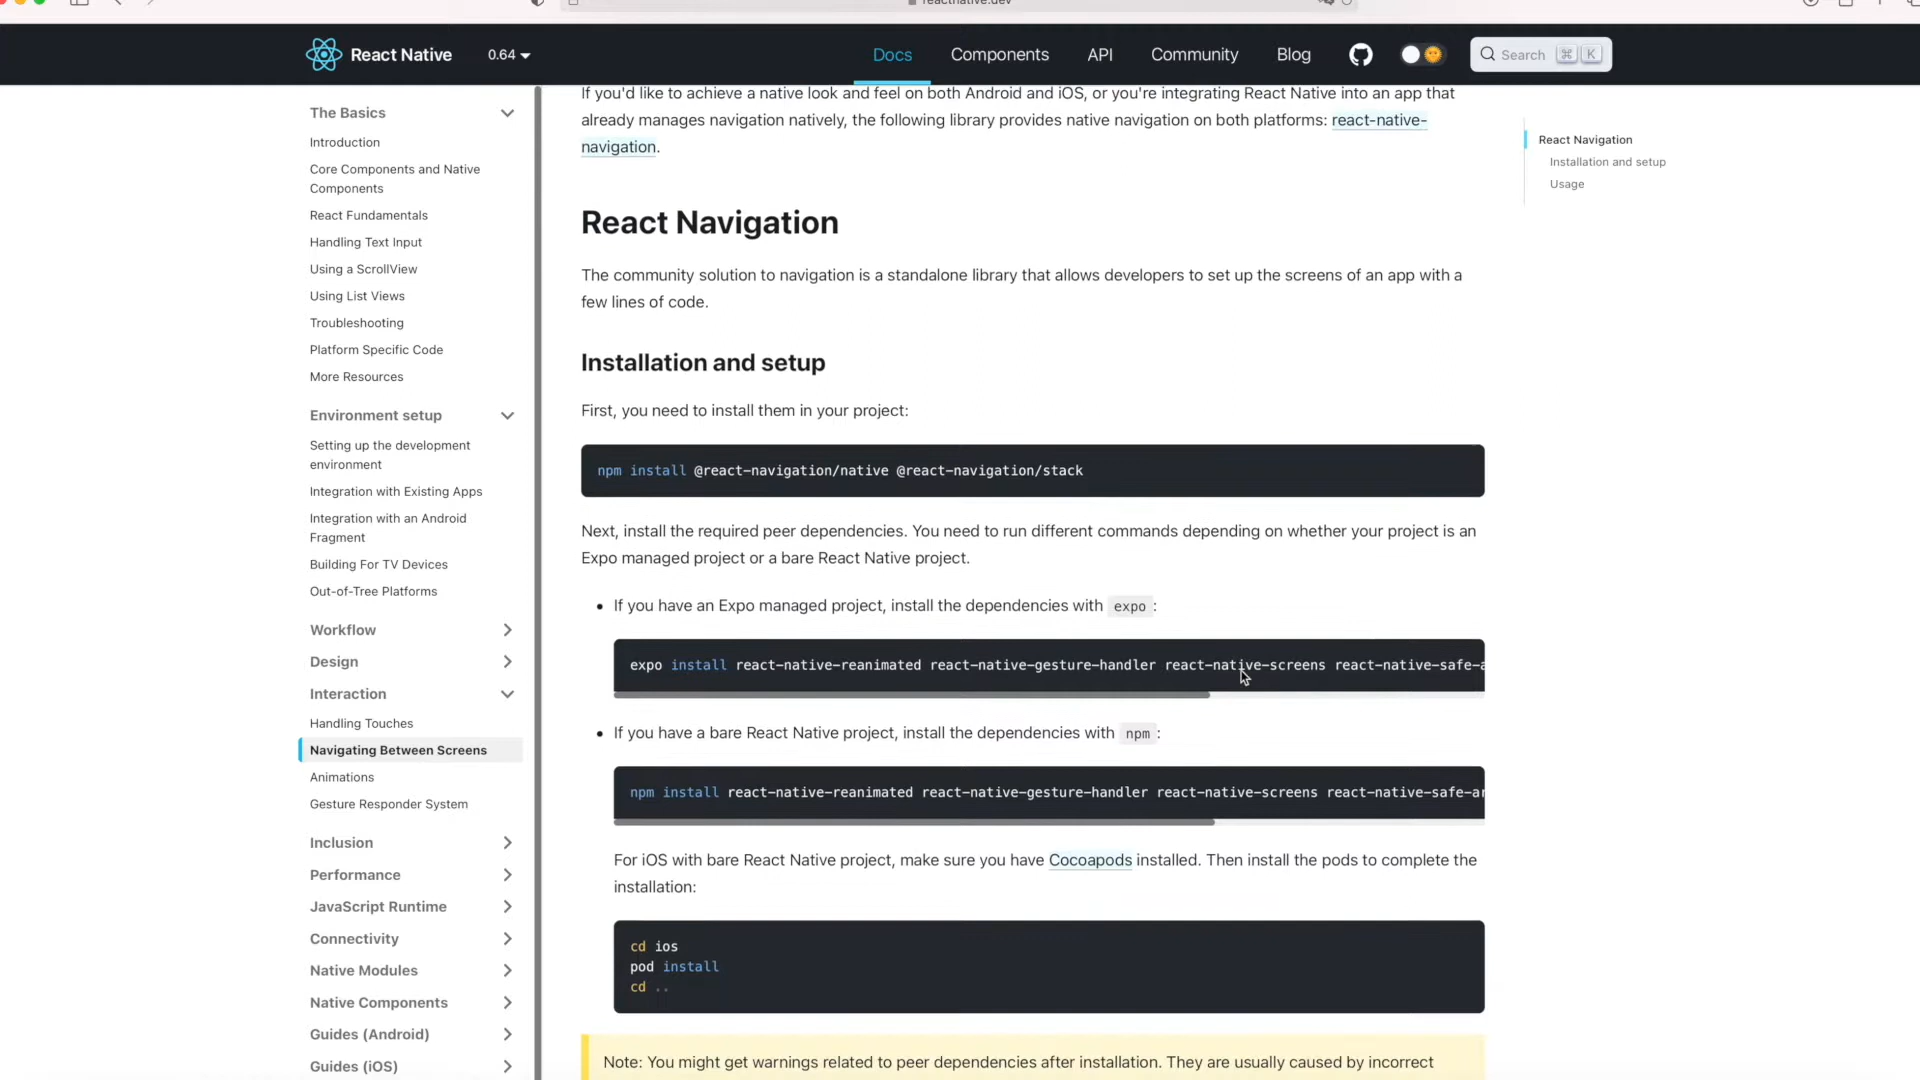 reactnative.dev
React Native
0.64
Docs
Components
API
Community
Blog
Search ⌘ K
The Basics
Introduction
Core Components and Native
Components
React Fundamentals
Handling Text Input
Using a ScrollView
Using List Views
Troubleshooting
Platform Specific Code
More Resources
Environment setup
Setting up the development
environment
Integration with Existing Apps
Integration with an Android
Fragment
Building For TV Devices
Out-of-Tree Platforms
Workflow
Design
Interaction
Handling Touches
Navigating Between Screens
Animations
Gesture Responder System
Inclusion
Performance
JavaScript Runtime
Connectivity
Native Modules
Native Components
Guides (Android)
Guides (iOS)
If you'd like to achieve a native look and feel on both Android and iOS, or you're integrating React Native into an app that
already manages navigation natively, the following library provides native navigation on both platforms: react-native-
navigation.
React Navigation
The community solution to navigation is a standalone library that allows developers to set up the screens of an app with a
few lines of code.
Installation and setup
First, you need to install them in your project:
npm install @react-navigation/native @react-navigation/stack
Next, install the required peer dependencies. You need to run different commands depending on whether your project is an
Expo managed project or a bare React Native project.
• If you have an Expo managed project, install the dependencies with expo :
expo install react-native-reanimated react-native-gesture-handler react-native-screens react-native-safe-a
• If you have a bare React Native project, install the dependencies with npm :
npm install react-native-reanimated react-native-gesture-handler react-native-screens react-native-safe-ar
For iOS with bare React Native project, make sure you have Cocoapods installed. Then install the pods to complete the
installation:
cd ios
pod install
cd ..
Note: You might get warnings related to peer dependencies after installation. They are usually caused by incorrect
React Navigation
Installation and setup
Usage